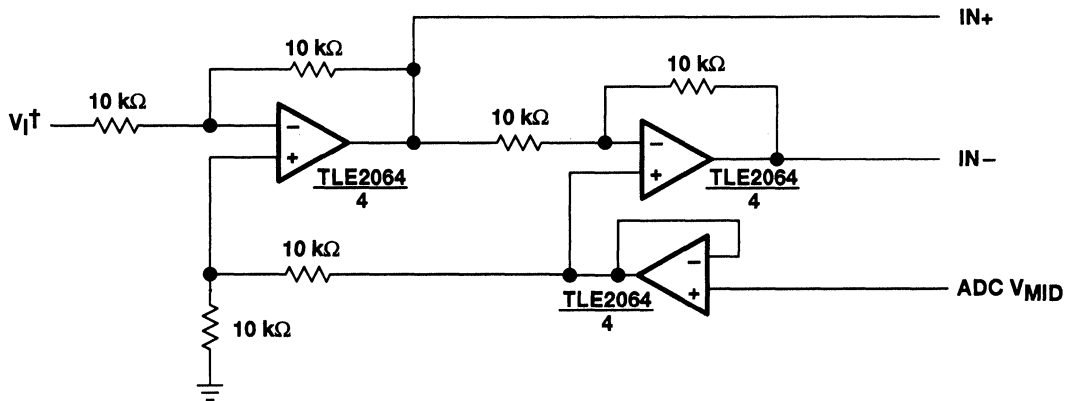 IN+
10 kΩ
10 kΩ
10 kΩ
10 kΩ
VI†
−
+
TLE2064
4
−
+
TLE2064
4
IN−
10 kΩ
−
+
TLE2064
4
ADC VMID
10 kΩ